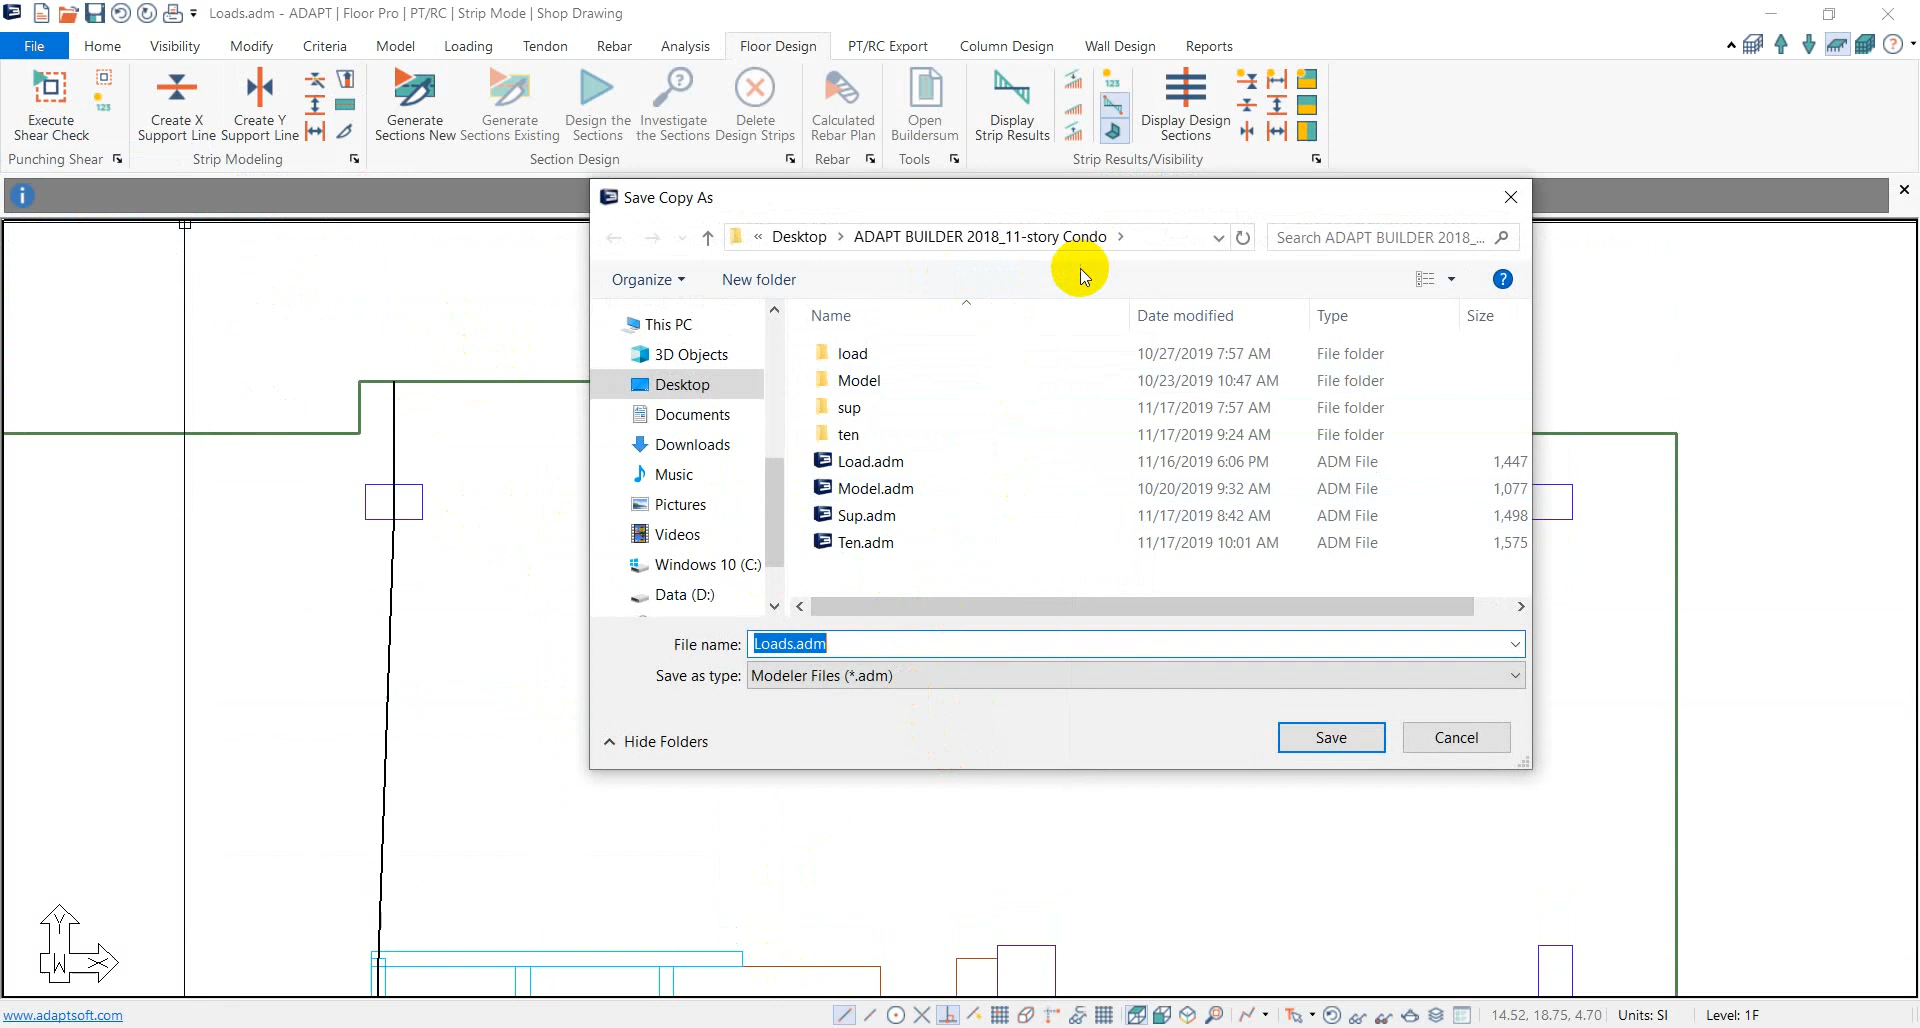 Loads.adm - ADAPT | Floor Pro | PT/RC | Strip Mode | Shop Drawing
File Home Visibility Modify Criteria Model Loading Tendon Rebar Analysis Floor Design PT/RC Export Column Design Wall Design Reports
Execute Shear Check
Create X Support Line
Create Y Support Line
Generate Sections New
Generate Sections Existing
Design the Sections
Investigate the Sections
Delete Design Strips
Calculated Rebar Plan
Open Buildersum
Display Strip Results
Display Design Sections
123
123
Punching Shear
Strip Modeling
Section Design
Rebar
Tools
Strip Results/Visibility
Save Copy As
« Desktop > ADAPT BUILDER 2018_11-story Condo >
Search ADAPT BUILDER 2018_...
Organize
New folder
This PC
3D Objects
Desktop
Documents
Downloads
Music
Pictures
Videos
Windows 10 (C:)
Data (D:)
Name Date modified Type Size
load 10/27/2019 7:57 AM File folder
Model 10/23/2019 10:47 AM File folder
sup 11/17/2019 7:57 AM File folder
ten 11/17/2019 9:24 AM File folder
Load.adm 11/16/2019 6:06 PM ADM File 1,447
Model.adm 10/20/2019 9:32 AM ADM File 1,077
Sup.adm 11/17/2019 8:42 AM ADM File 1,498
Ten.adm 11/17/2019 10:01 AM ADM File 1,575
File name: Loads.adm
Save as type: Modeler Files (*.adm)
Hide Folders
Save
Cancel
Y
W X
www.adaptsoft.com
14.52, 18.75, 4.70 Units: SI Level: 1F